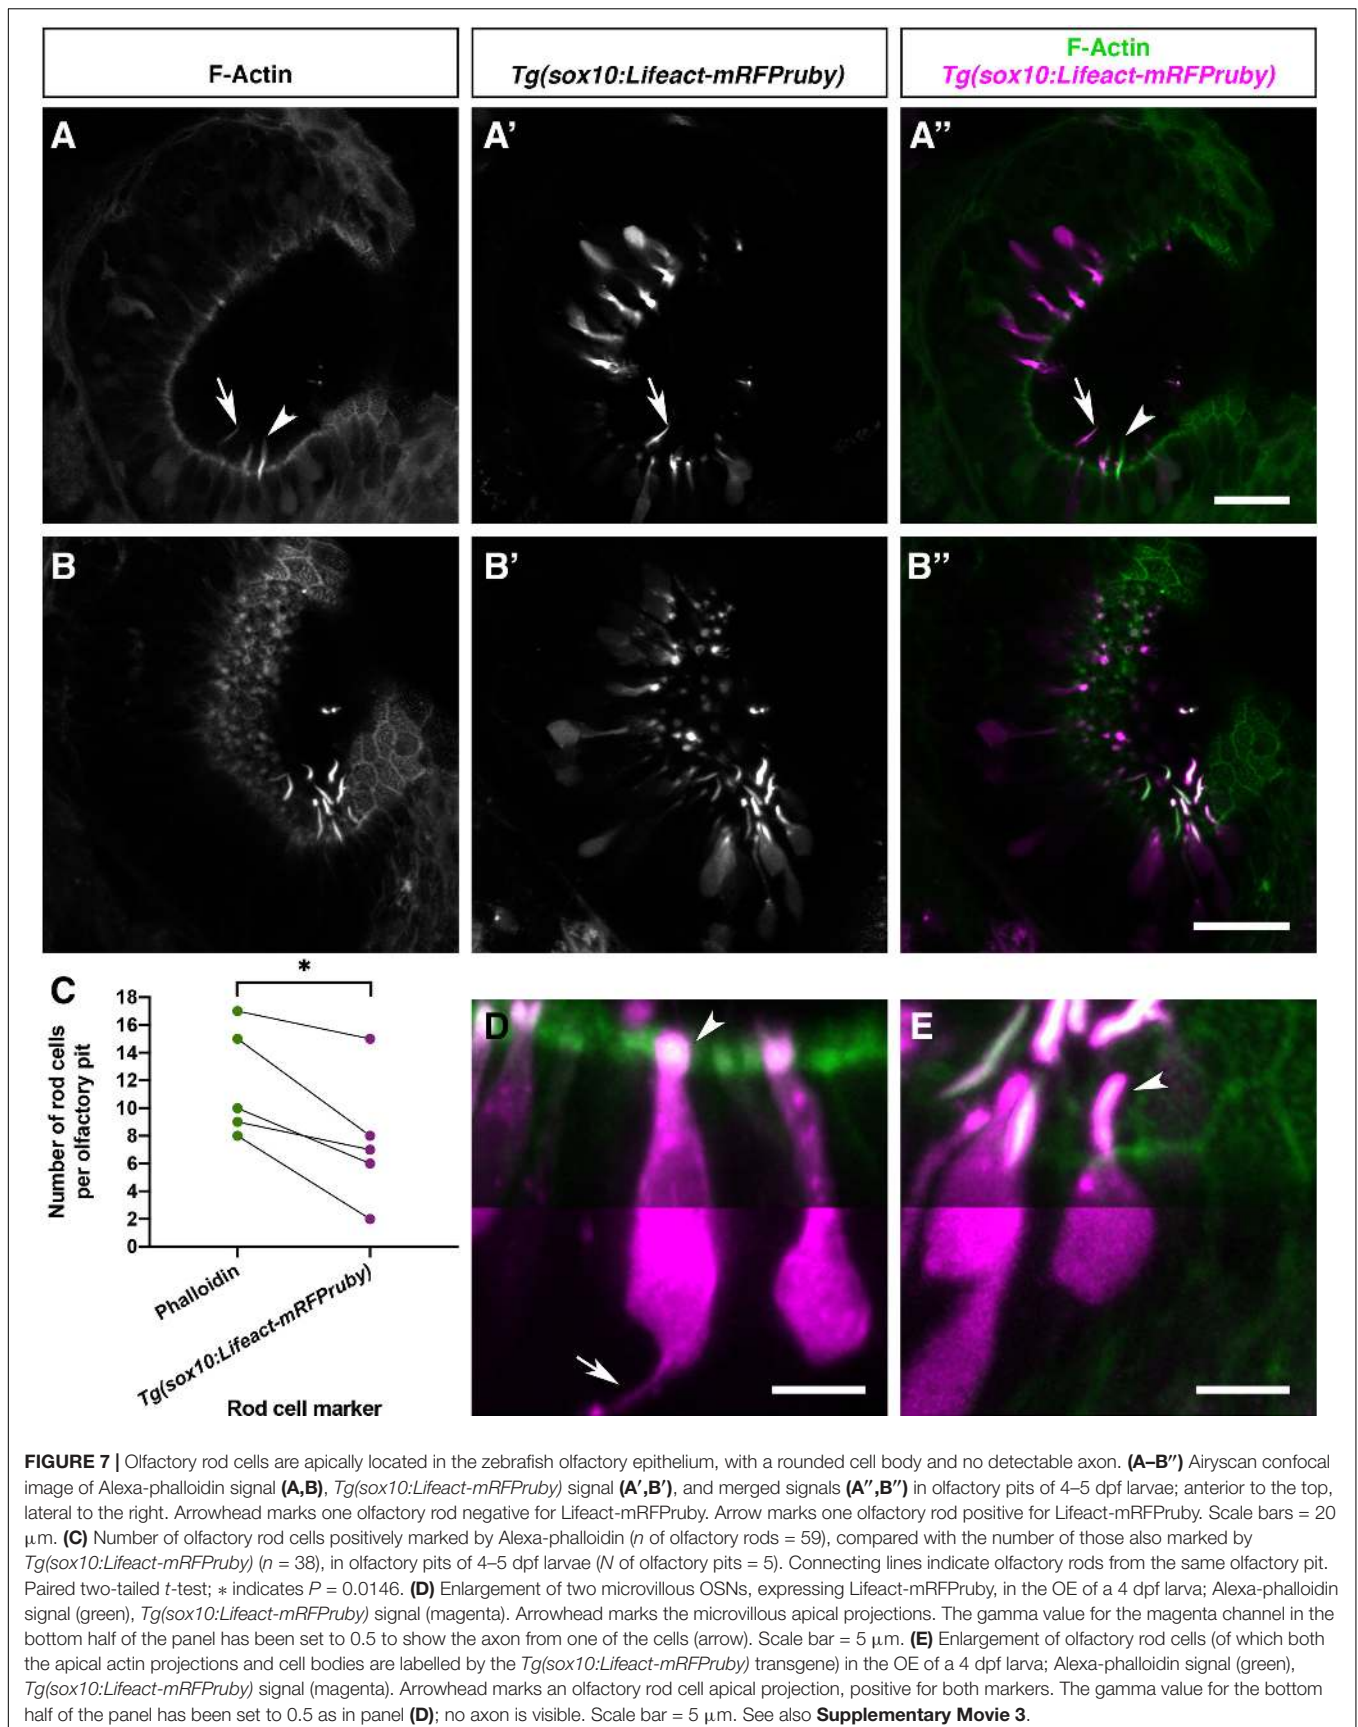 F-Actin
Tg(sox10:Lifeact-mRFPruby)
F-Actin
Tg(sox10:Lifeact-mRFPruby)
A
A’
A”
B
B'
B”
C
*
18
16
14
12
10
8
6
4
2
0
Number of rod cells
per olfactory pit
Phalloidin
Tg(sox10:Lifeact-mRFPruby)
Rod cell marker
D
E
FIGURE 7 | Olfactory rod cells are apically located in the zebrafish olfactory epithelium, with a rounded cell body and no detectable axon. (A–B″) Airyscan confocal
image of Alexa-phalloidin signal (A,B), Tg(sox10:Lifeact-mRFPruby) signal (A′,B′), and merged signals (A″,B″) in olfactory pits of 4–5 dpf larvae; anterior to the top,
lateral to the right. Arrowhead marks one olfactory rod negative for Lifeact-mRFPruby. Arrow marks one olfactory rod positive for Lifeact-mRFPruby. Scale bars = 20
μm. (C) Number of olfactory rod cells positively marked by Alexa-phalloidin (n of olfactory rods = 59), compared with the number of those also marked by
Tg(sox10:Lifeact-mRFPruby) (n = 38), in olfactory pits of 4–5 dpf larvae (N of olfactory pits = 5). Connecting lines indicate olfactory rods from the same olfactory pit.
Paired two-tailed t-test; * indicates P = 0.0146. (D) Enlargement of two microvillous OSNs, expressing Lifeact-mRFPruby, in the OE of a 4 dpf larva; Alexa-phalloidin
signal (green), Tg(sox10:Lifeact-mRFPruby) signal (magenta). Arrowhead marks the microvillous apical projections. The gamma value for the magenta channel in the
bottom half of the panel has been set to 0.5 to show the axon from one of the cells (arrow). Scale bar = 5 μm. (E) Enlargement of olfactory rod cells (of which both
the apical actin projections and cell bodies are labelled by the Tg(sox10:Lifeact-mRFPruby) transgene) in the OE of a 4 dpf larva; Alexa-phalloidin signal (green),
Tg(sox10:Lifeact-mRFPruby) signal (magenta). Arrowhead marks an olfactory rod cell apical projection, positive for both markers. The gamma value for the bottom
half of the panel has been set to 0.5 as in panel (D); no axon is visible. Scale bar = 5 μm. See also Supplementary Movie 3.